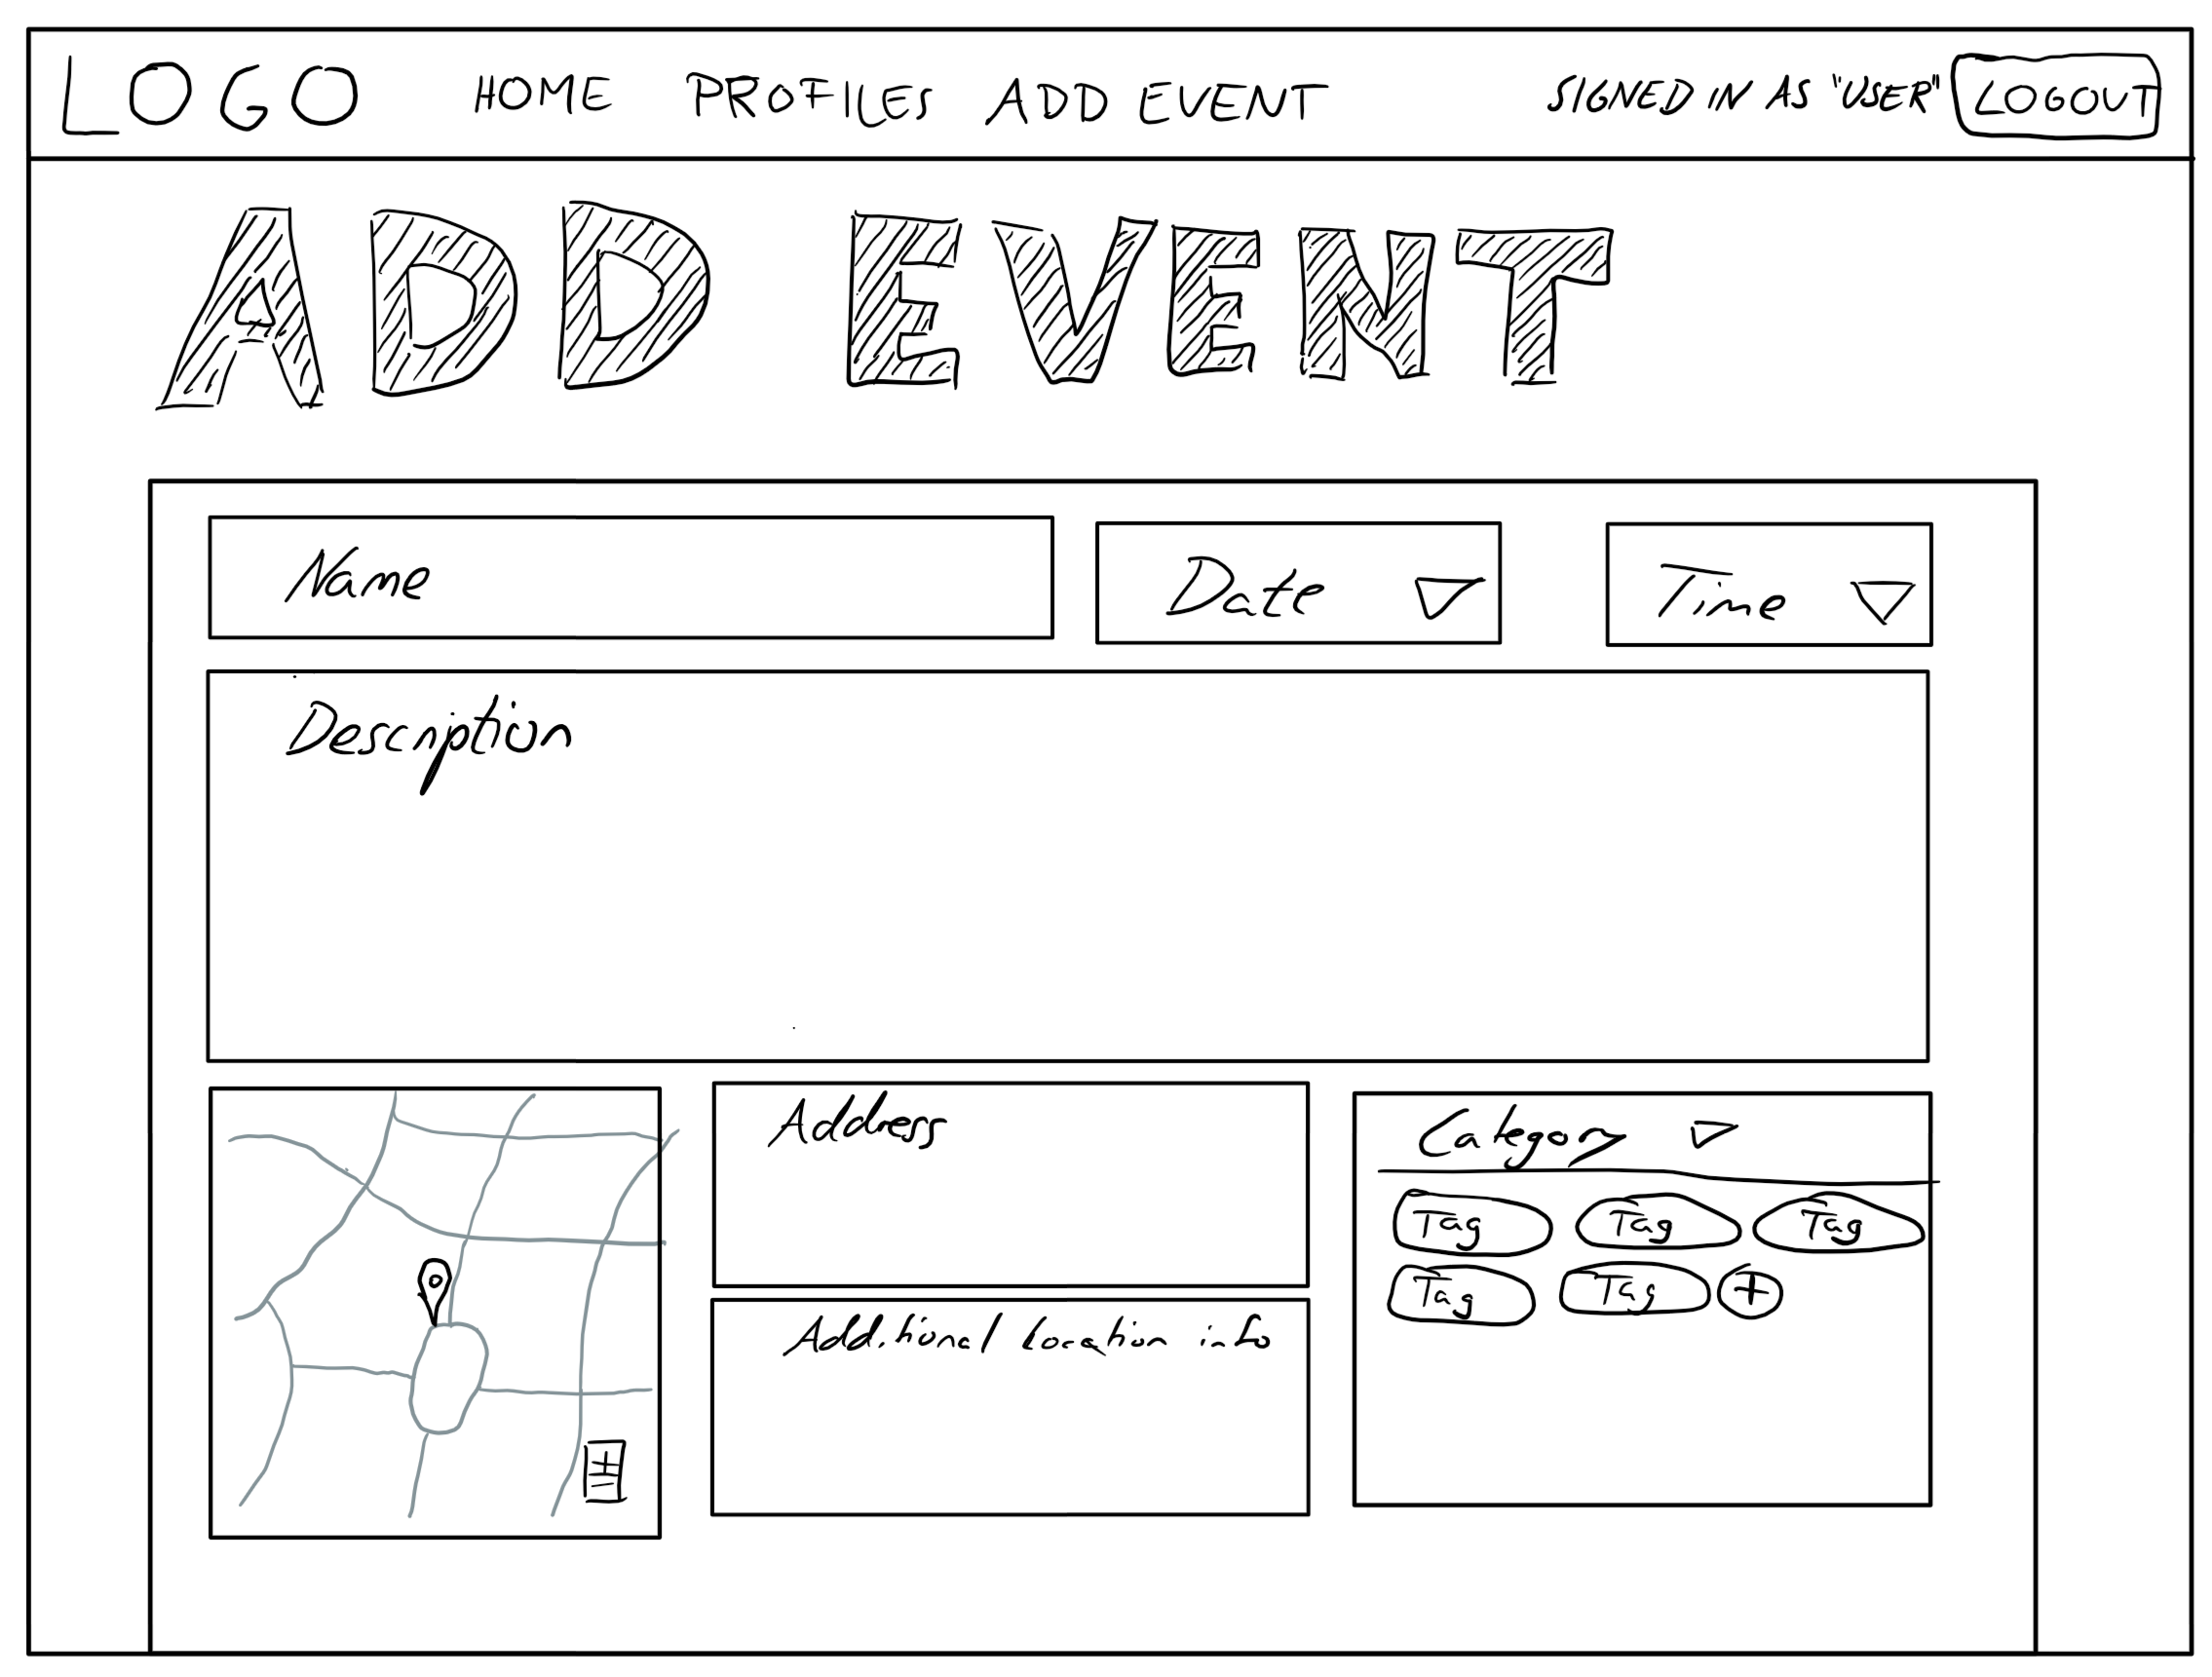 LOGO HOME PROFILES ADD EVENT SIGNED IN AS "USER" LOGOUT
ADD EVENT
Name Date Time
Description
Address
Category
Tag Tag Tag
Tag Tag +
Additional location info